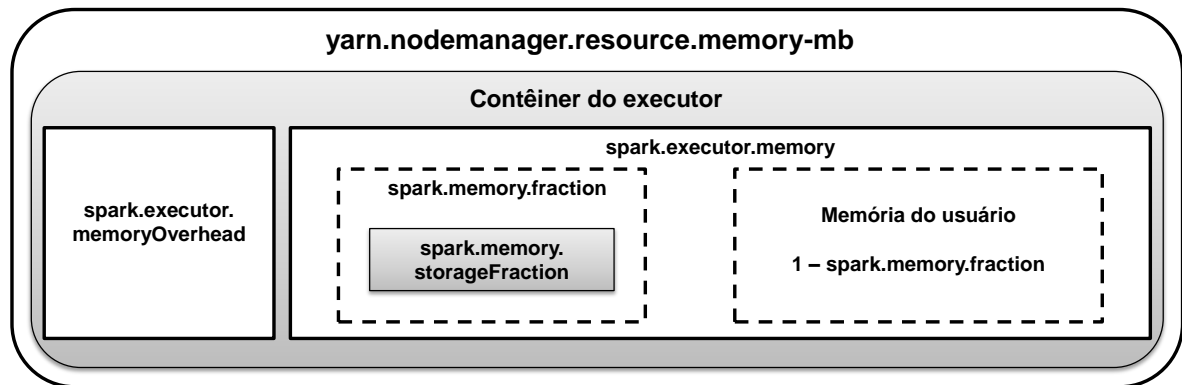 yarn.nodemanager.resource.memory-mb
Contêiner do executor
spark.executor.
memoryOverhead
spark.executor.memory
spark.memory.fraction
spark.memory.
storageFraction
Memória do usuário
1 – spark.memory.fraction